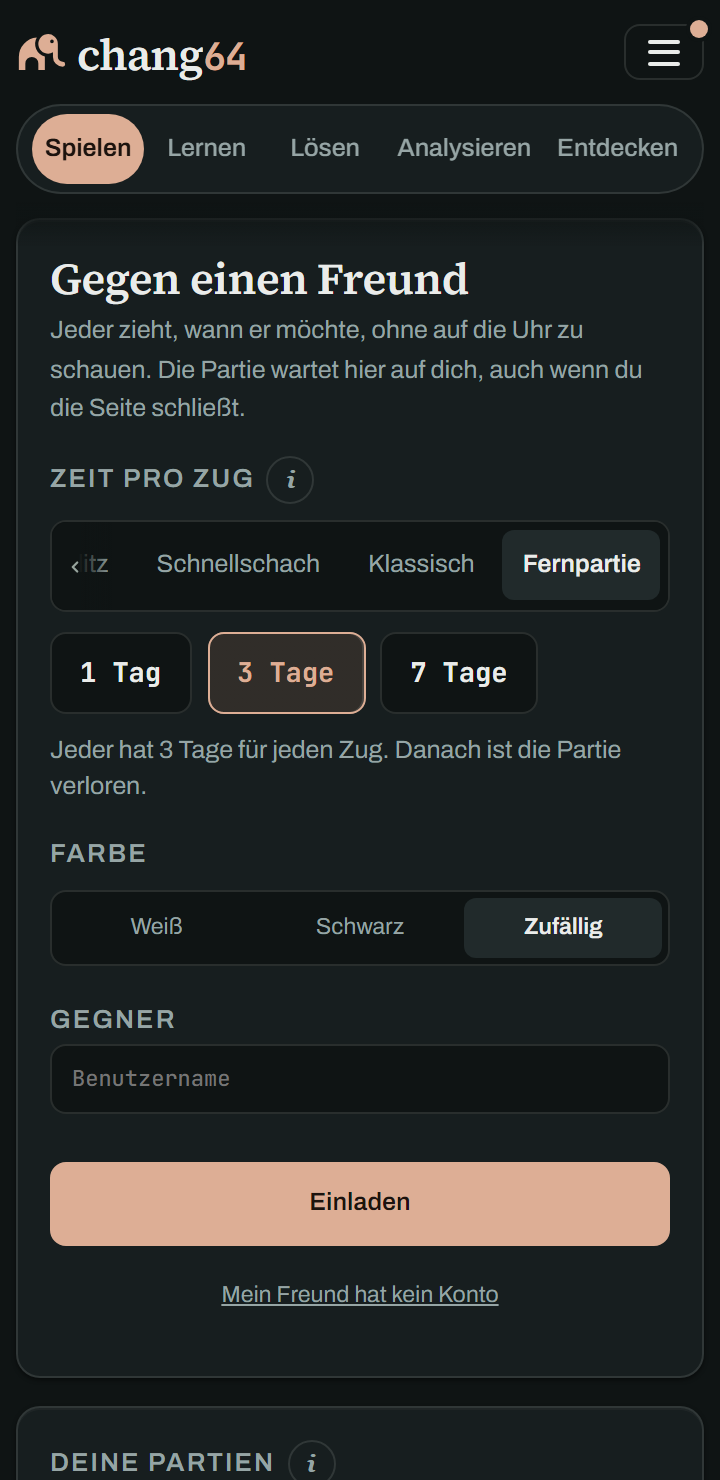 chang64
Spielen Lernen Lösen Analysieren Entdecken
Gegen einen Freund
Jeder zieht, wann er möchte, ohne auf die Uhr zu
schauen. Die Partie wartet hier auf dich, auch wenn du
die Seite schließt.
ZEIT PRO ZUG i
‹ itz Schnellschach Klassisch Fernpartie
1 Tag 3 Tage 7 Tage
Jeder hat 3 Tage für jeden Zug. Danach ist die Partie
verloren.
FARBE
Weiß Schwarz Zufällig
GEGNER
Benutzername
Einladen
Mein Freund hat kein Konto
DEINE PARTIEN i